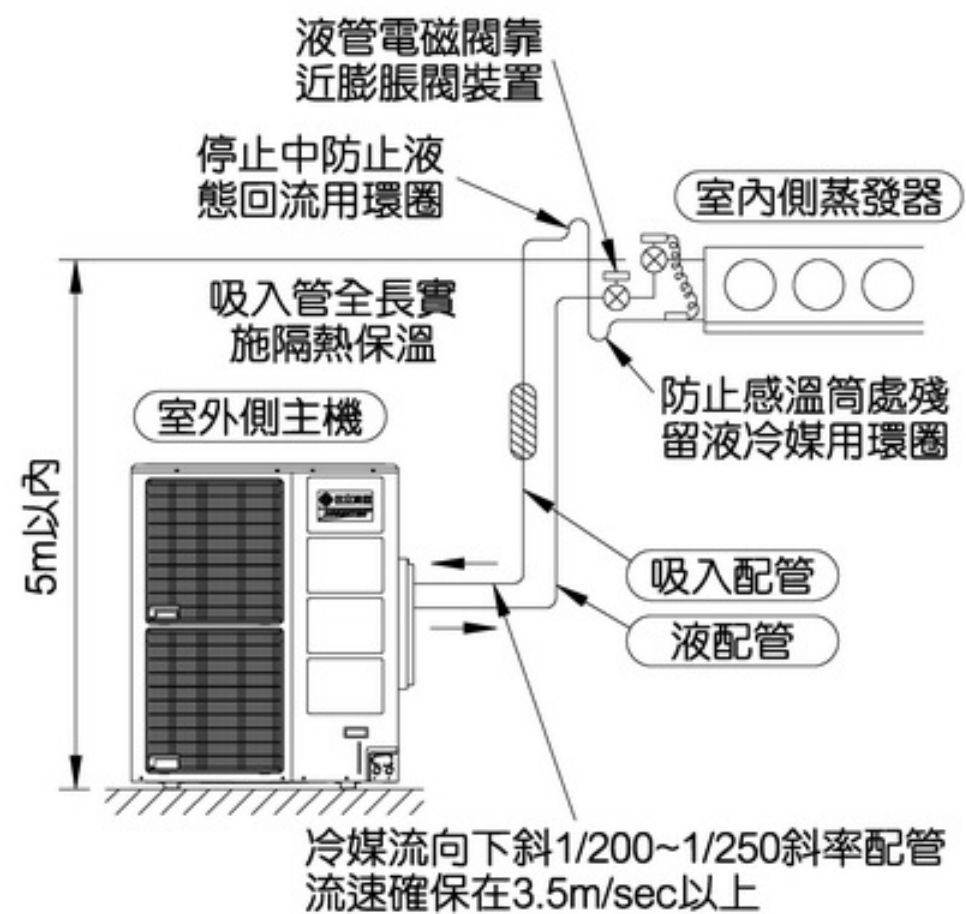 液管電磁閥靠
近膨脹閥裝置
停止中防止液
態回流用環圈
室內側蒸發器
吸入管全長實
施隔熱保溫
防止感溫筒處殘
留液冷媒用環圈
室外側主機
5m以內
吸入配管
液配管
冷媒流向下斜1/200~1/250斜率配管
流速確保在3.5m/sec以上